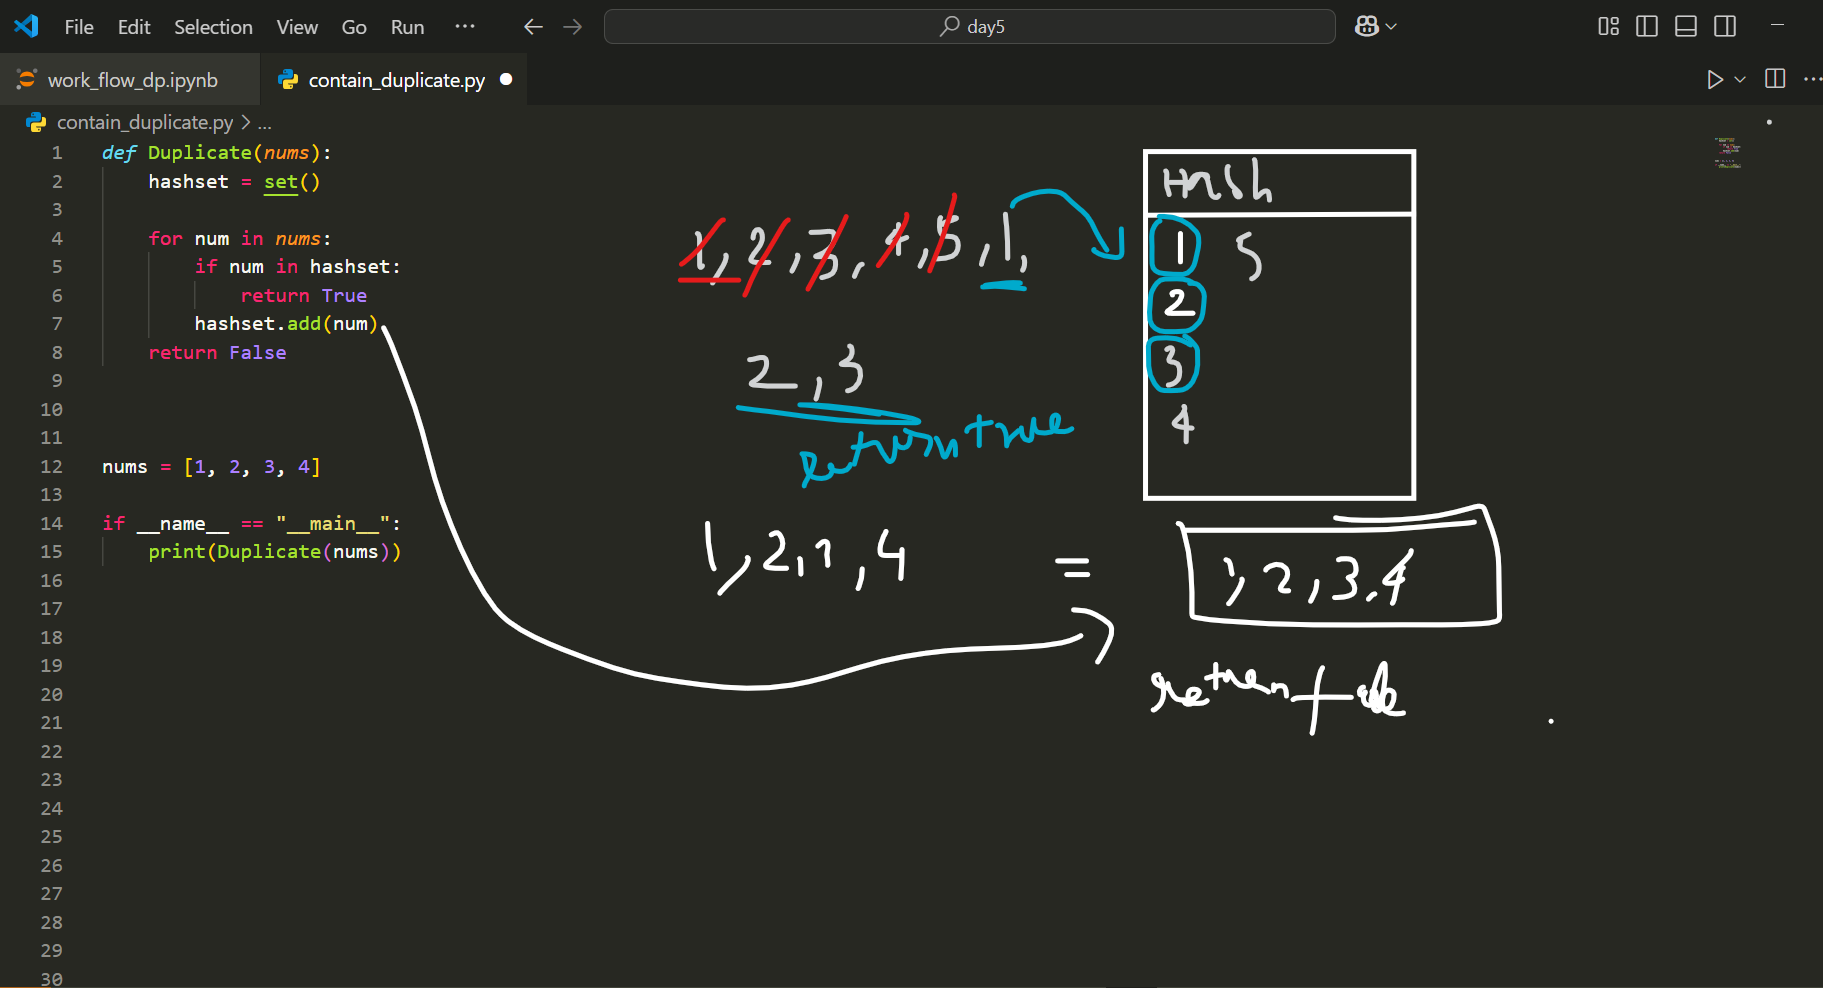 File Edit Selection View Go Run ··· day5
work_flow_dp.ipynb contain_duplicate.py
contain_duplicate.py > ...
1 def Duplicate(nums):
2 hashset = set()
3
4 for num in nums:
5 if num in hashset:
6 return True
7 hashset.add(num)
8 return False
9
10
11
12 nums = [1, 2, 3, 4]
13
14 if __name__ == "__main__":
15 print(Duplicate(nums))
16
17
18
19
20
21
22
23
24
25
26
27
28
29
30
1, 2, 3, 4, 5, 1,
2, 3
return true
Hash
1 5
2
3
4
1, 2, , 4 = 1, 2, 3, 4
return